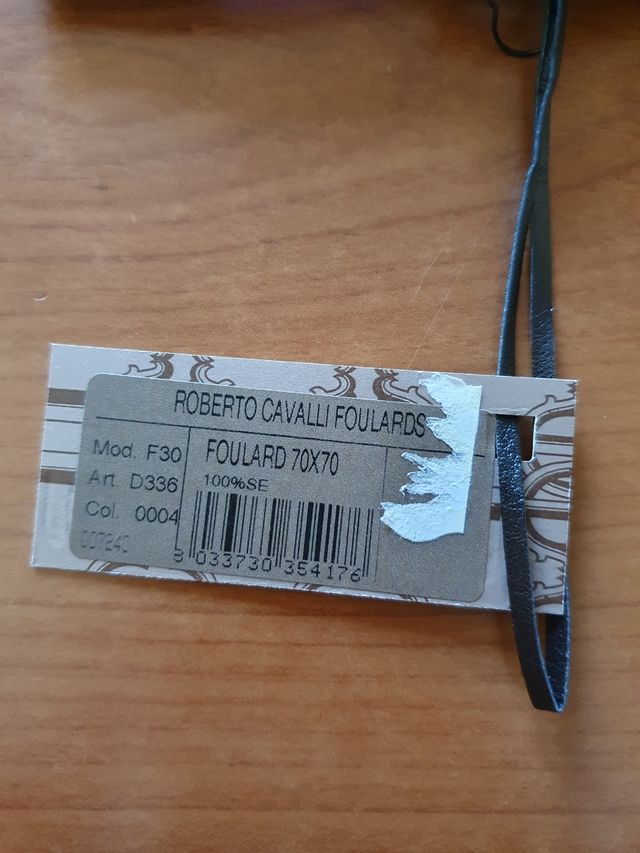 ROBERTO CAVALLI FOULARDS
Mod. F30
Art D336
Col. 0004
FOULARD 70X70
100%SE
8 033730 354176